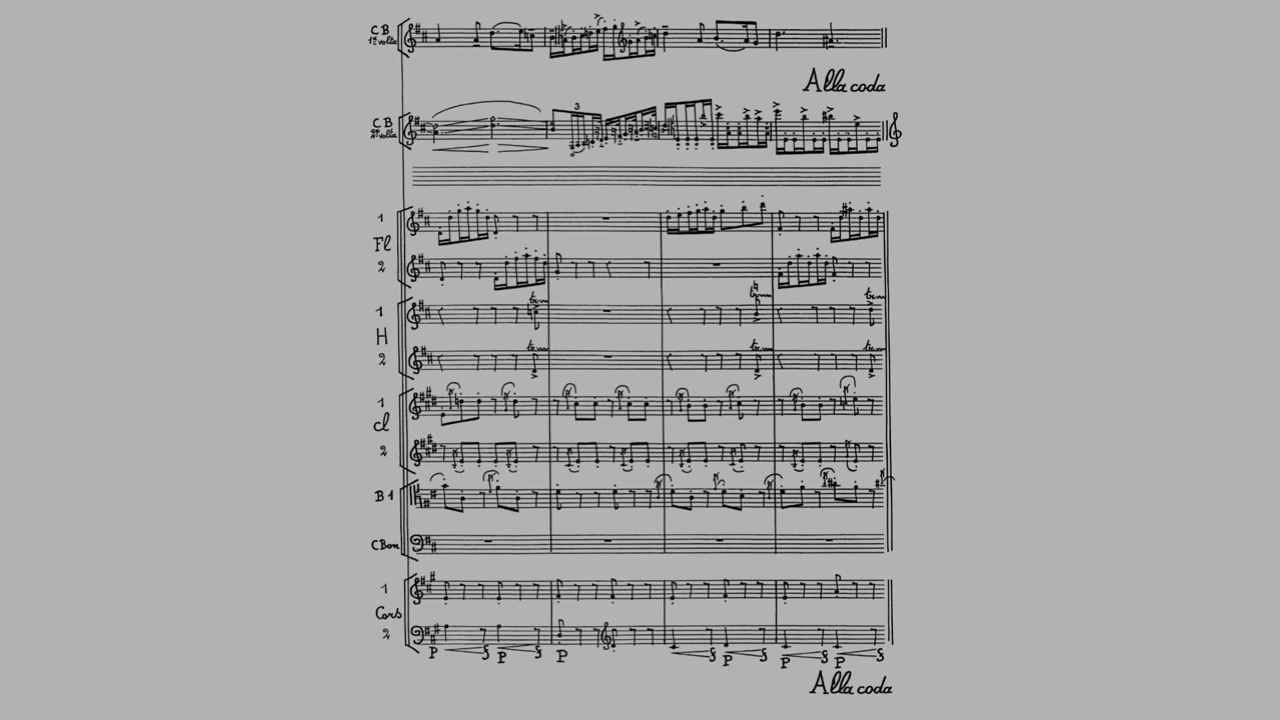 CB
1ª volta
Alla coda
CB
2ª volta
3
1
Fl
2
1
H
2
1
cl
2
B 1
CBon
1
Cors
2
P P P P P P
Alla coda